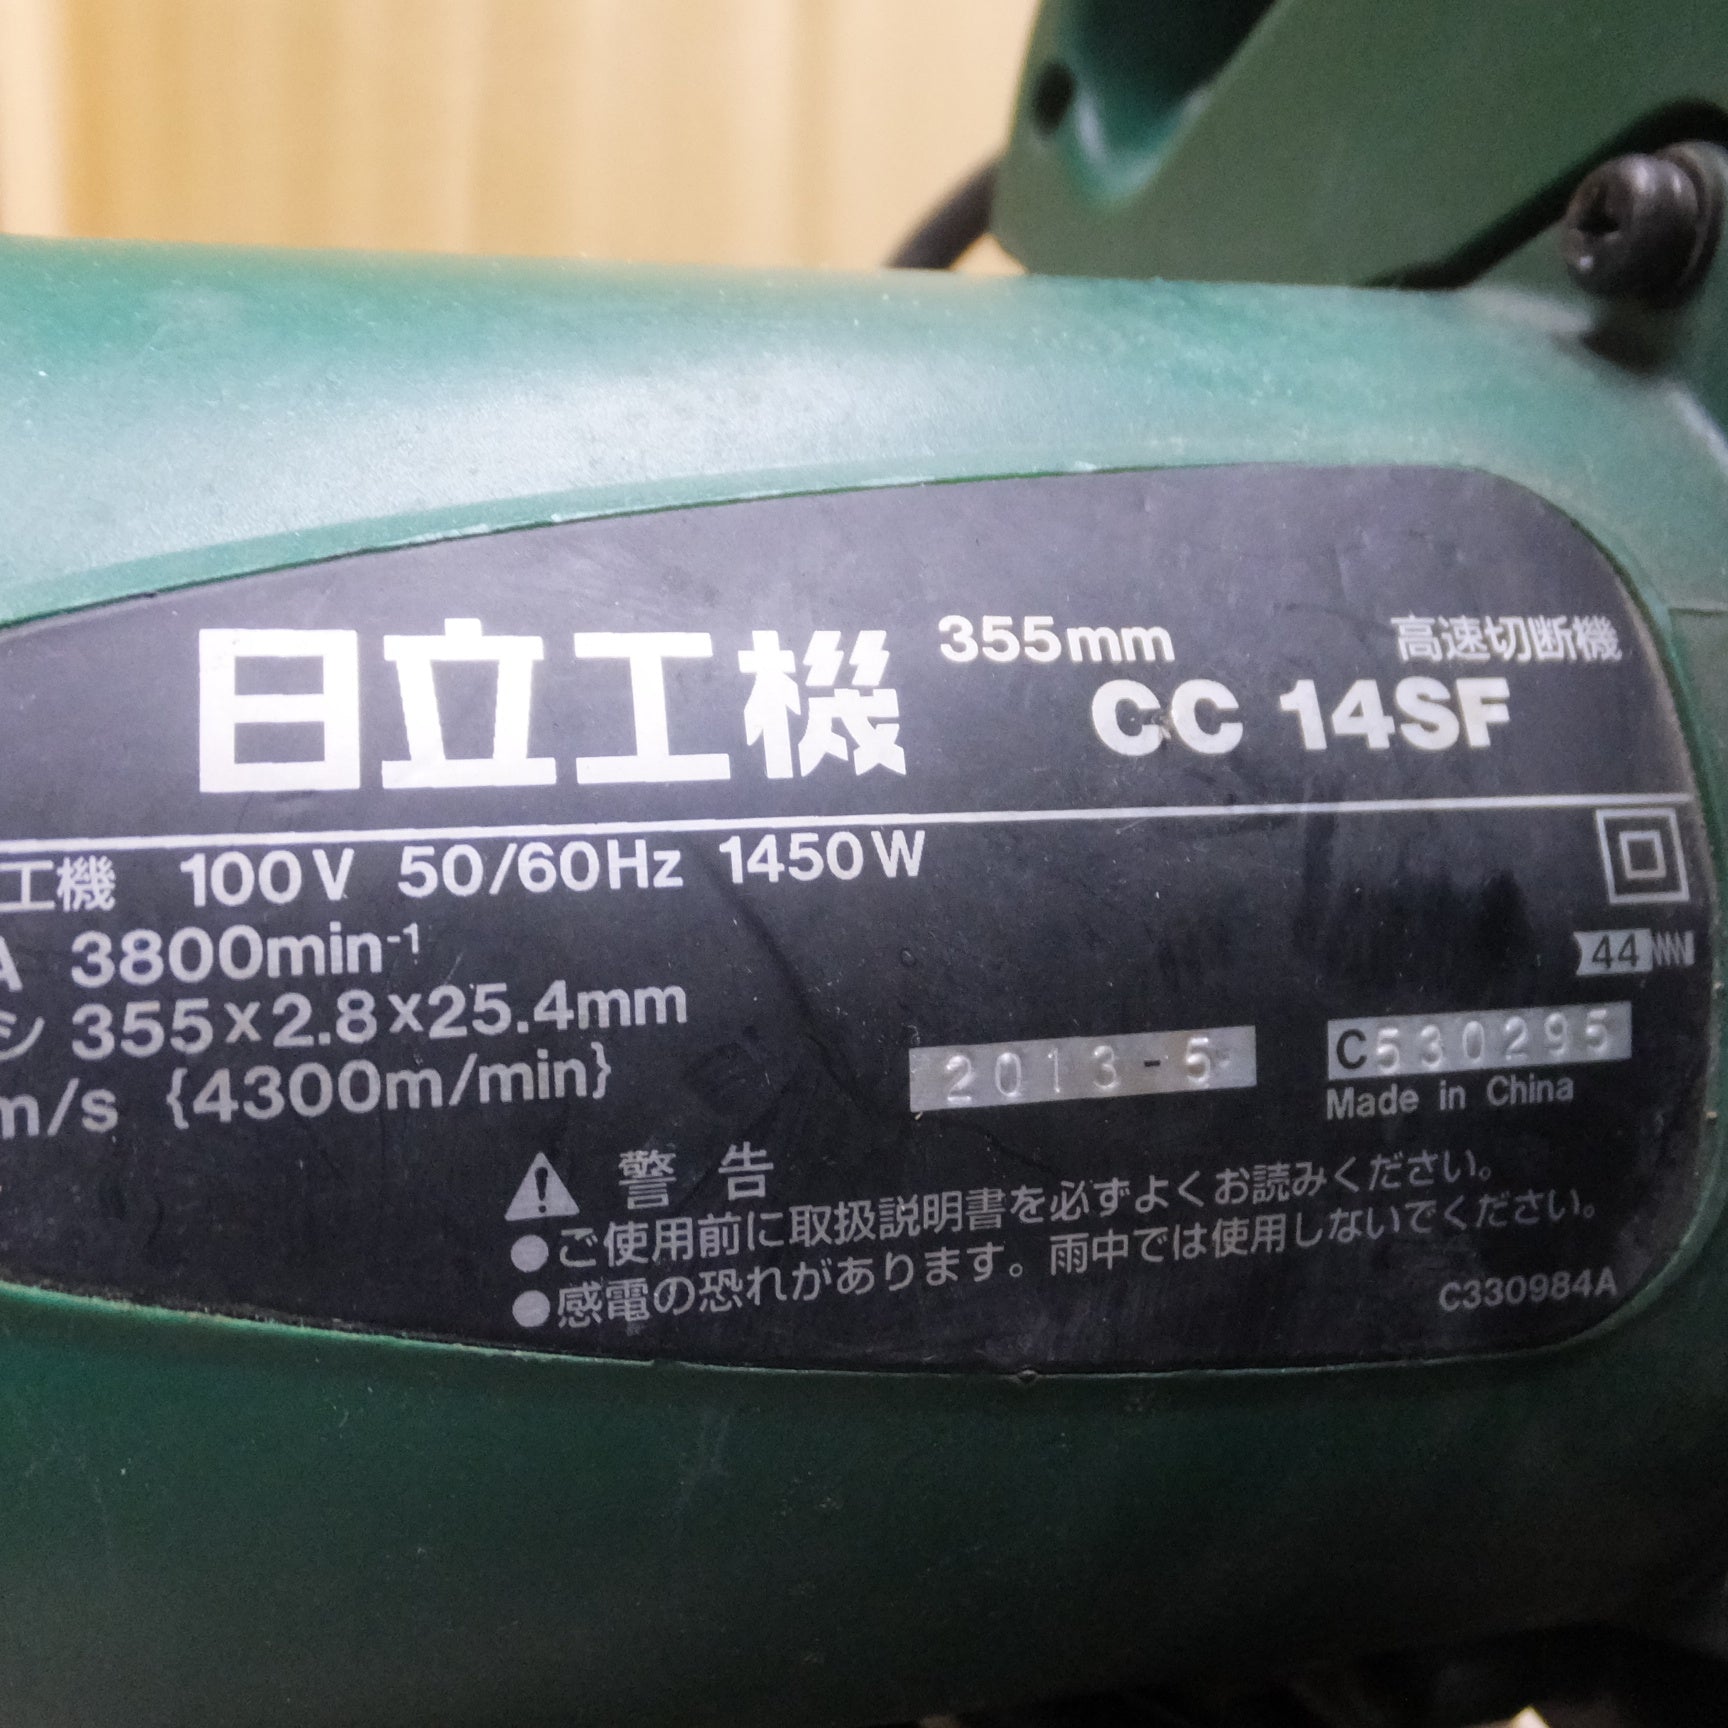 日立工機 355mm 高速切断機
CC 14SF
工機 100V 50/60Hz 1450W
A 3800min⁻¹
シ 355×2.8×25.4mm
44
m/s {4300m/min}
2013-5
C530295
Made in China
警告
●ご使用前に取扱説明書を必ずよくお読みください。
●感電の恐れがあります。雨中では使用しないでください。
C330984A